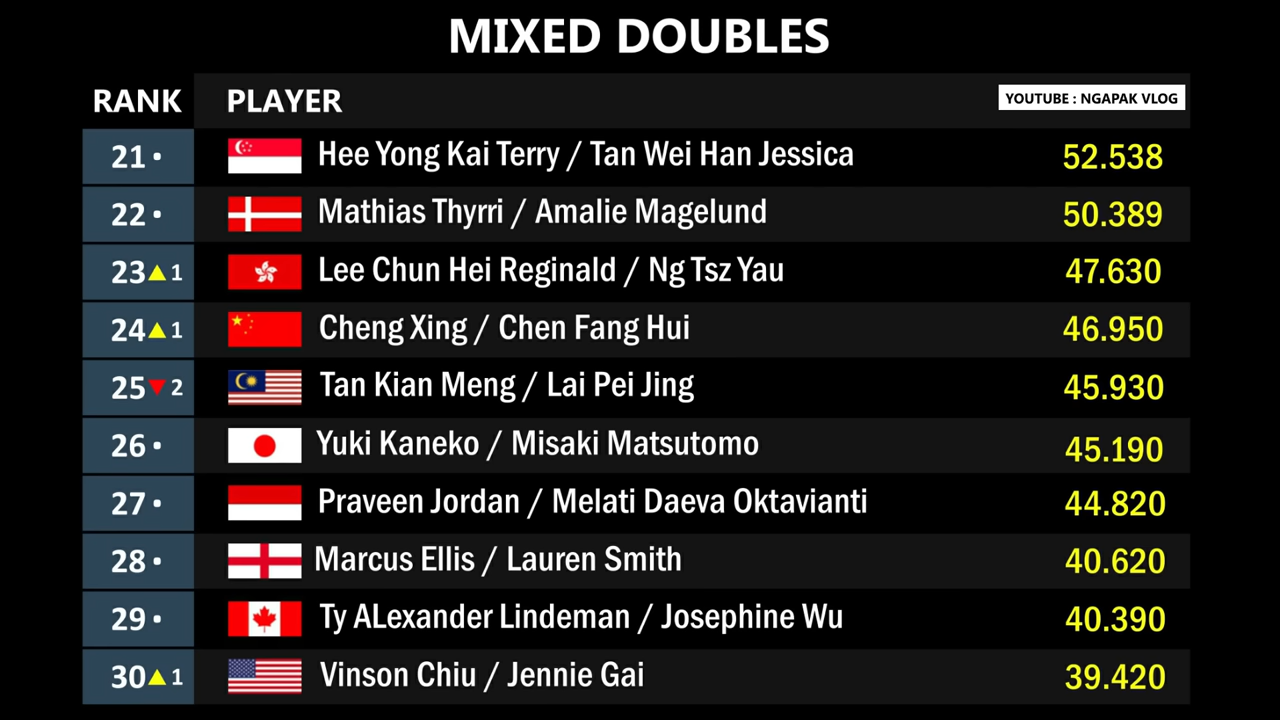 MIXED DOUBLES
RANK PLAYER YOUTUBE : NGAPAK VLOG
21 • Hee Yong Kai Terry / Tan Wei Han Jessica 52.538
22 • Mathias Thyrri / Amalie Magelund 50.389
23 ▲ 1 Lee Chun Hei Reginald / Ng Tsz Yau 47.630
24 ▲ 1 Cheng Xing / Chen Fang Hui 46.950
25 ▼ 2 Tan Kian Meng / Lai Pei Jing 45.930
26 • Yuki Kaneko / Misaki Matsutomo 45.190
27 • Praveen Jordan / Melati Daeva Oktavianti 44.820
28 • Marcus Ellis / Lauren Smith 40.620
29 • Ty ALexander Lindeman / Josephine Wu 40.390
30 ▲ 1 Vinson Chiu / Jennie Gai 39.420